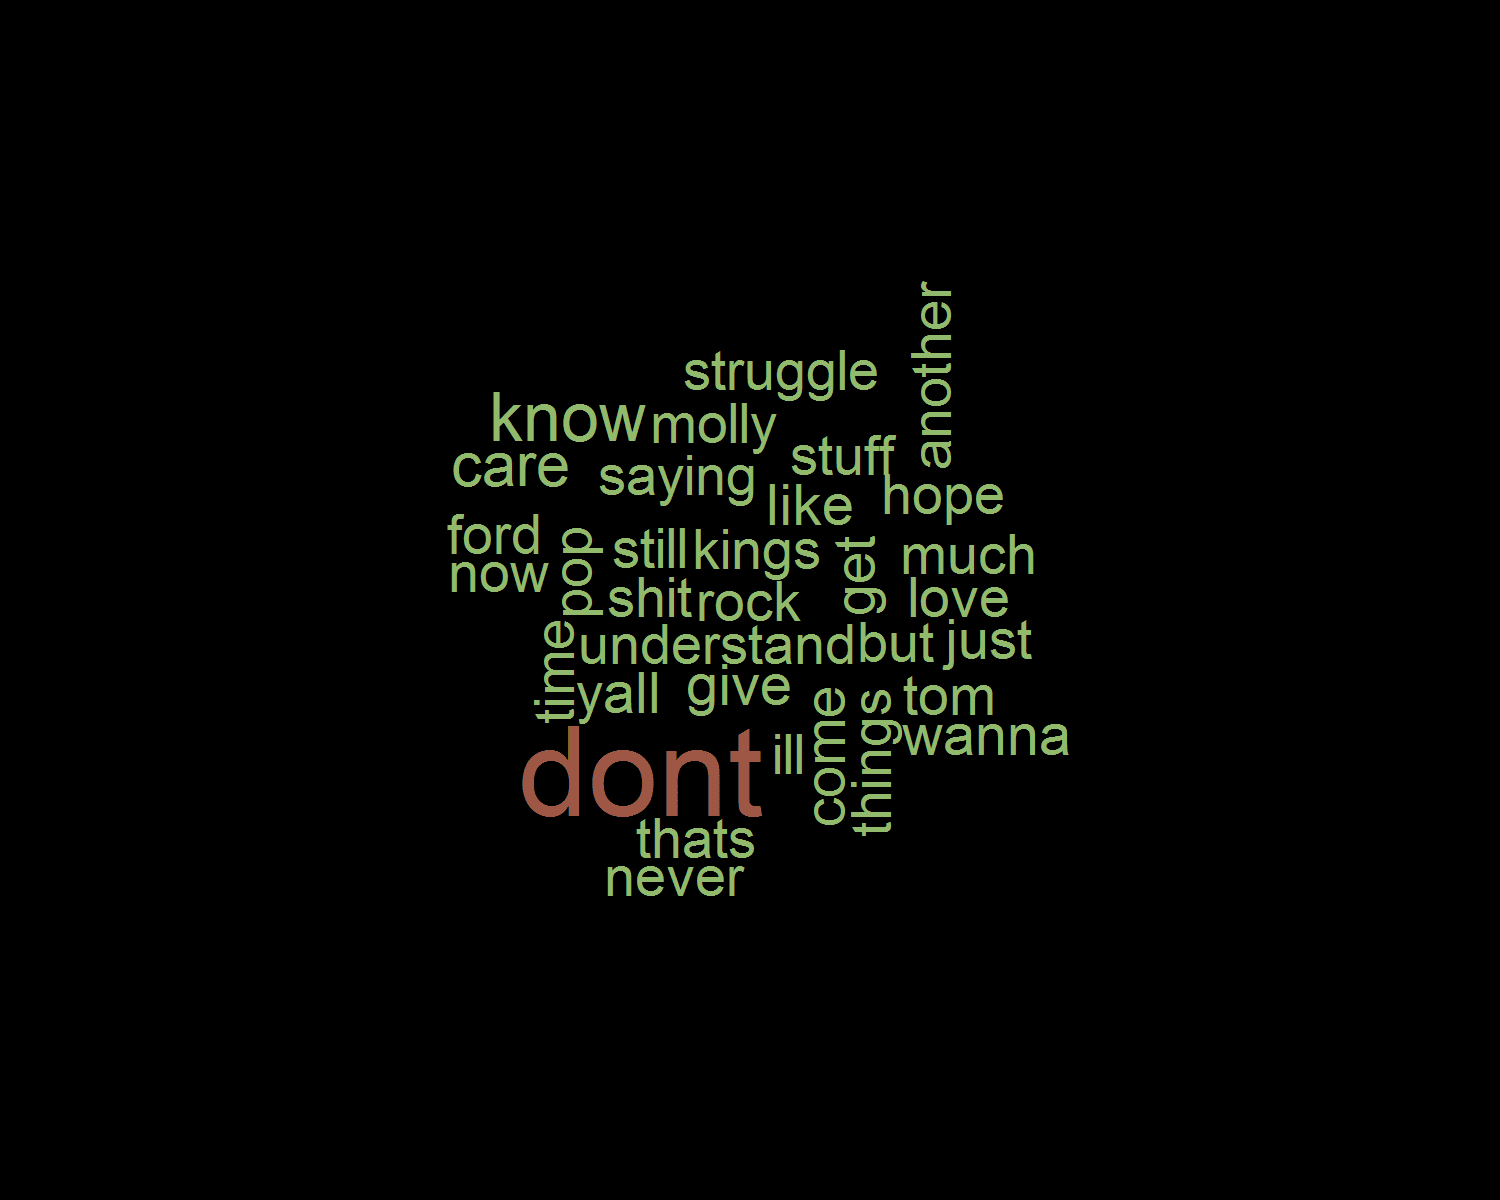 another
struggle
know molly
care saying stuff
like hope
ford pop still kings get much
now shit rock love
time understand but just
yall give come things tom
wanna
dont ill
thats
never